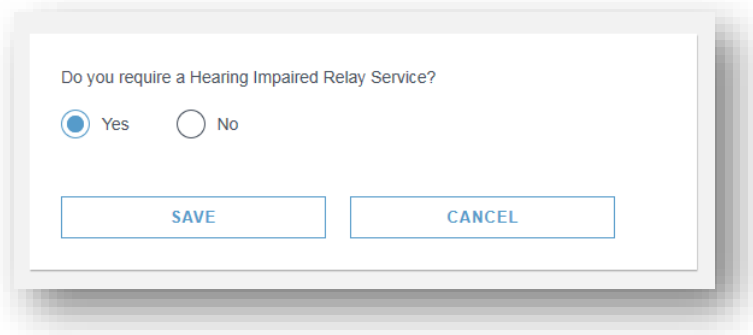 Do you require a Hearing Impaired Relay Service?
Yes No
SAVE CANCEL